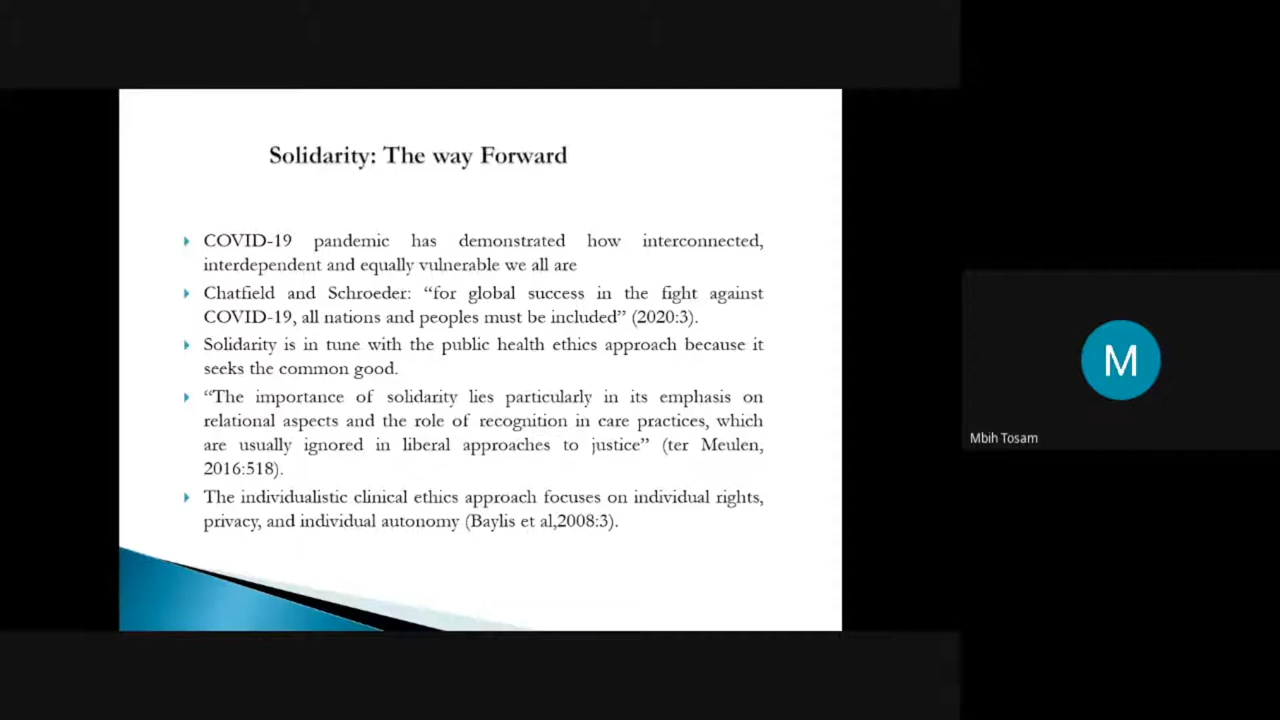 Solidarity: The way Forward
COVID-19 pandemic has demonstrated how interconnected,
interdependent and equally vulnerable we all are
Chatfield and Schroeder: “for global success in the fight against
COVID-19, all nations and peoples must be included” (2020:3).
Solidarity is in tune with the public health ethics approach because it
seeks the common good.
“The importance of solidarity lies particularly in its emphasis on
relational aspects and the role of recognition in care practices, which
are usually ignored in liberal approaches to justice” (ter Meulen,
2016:518).
The individualistic clinical ethics approach focuses on individual rights,
privacy, and individual autonomy (Baylis et al,2008:3).
M
Mbih Tosam